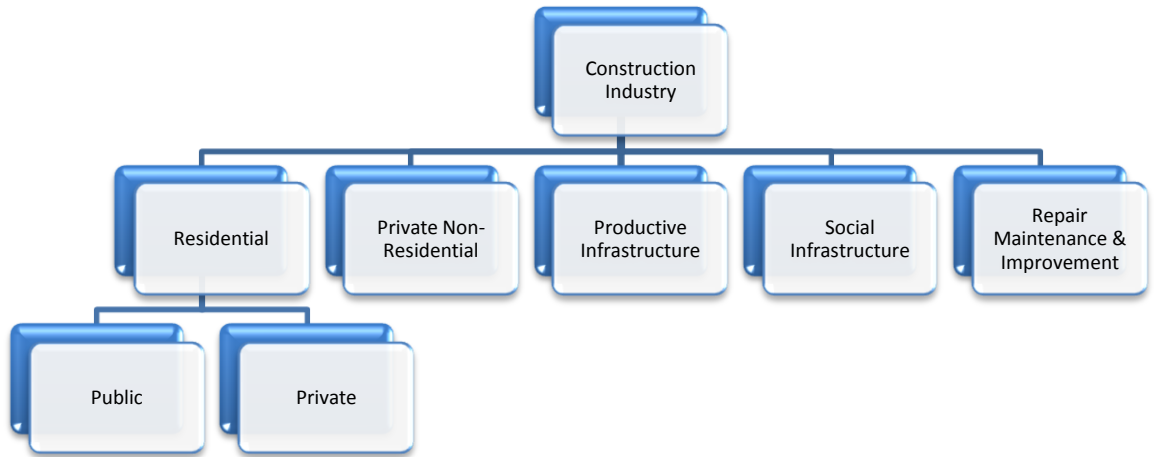 Construction
Industry
Residential
Private Non-
Residential
Productive
Infrastructure
Social
Infrastructure
Repair
Maintenance &
Improvement
Public
Private